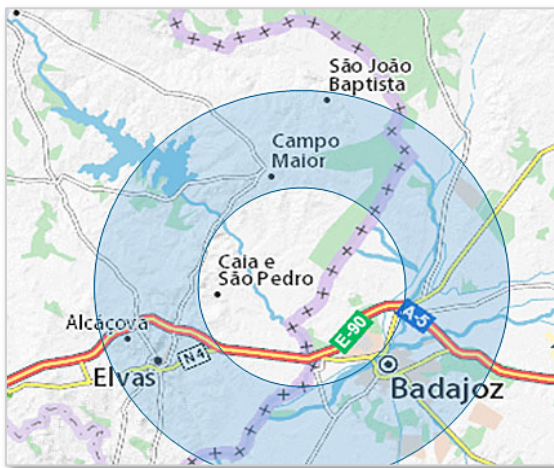 São João
Baptista
Campo
Maior
Caia e
São Pedro
Alcáçova
E-90
A-5
N4
Elvas
Badajoz